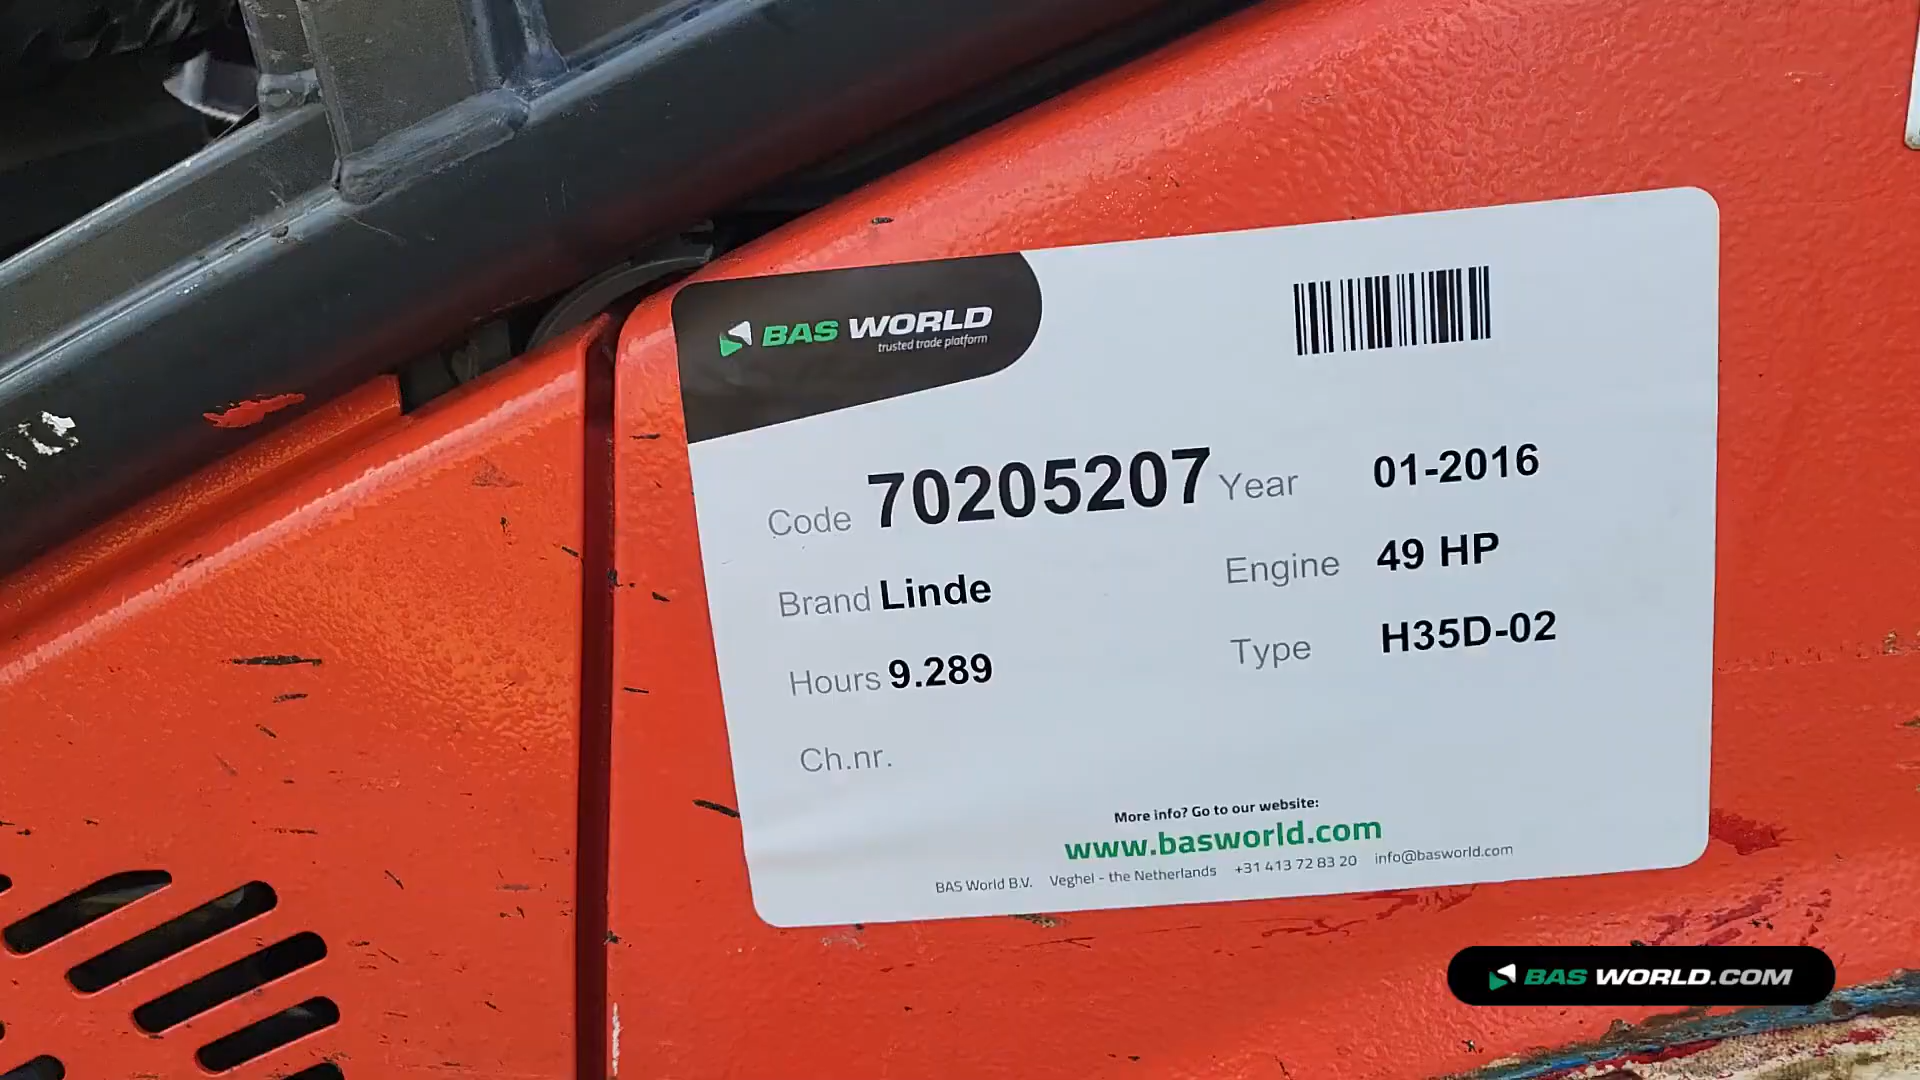 BAS WORLD
trusted trade platform
Code 70205207 Year 01-2016
Brand Linde Engine 49 HP
Hours 9.289 Type H35D-02
Ch.nr.
More info? Go to our website:
www.basworld.com
BAS World B.V. Veghel - the Netherlands +31 413 72 83 20 info@basworld.com
BAS WORLD.COM